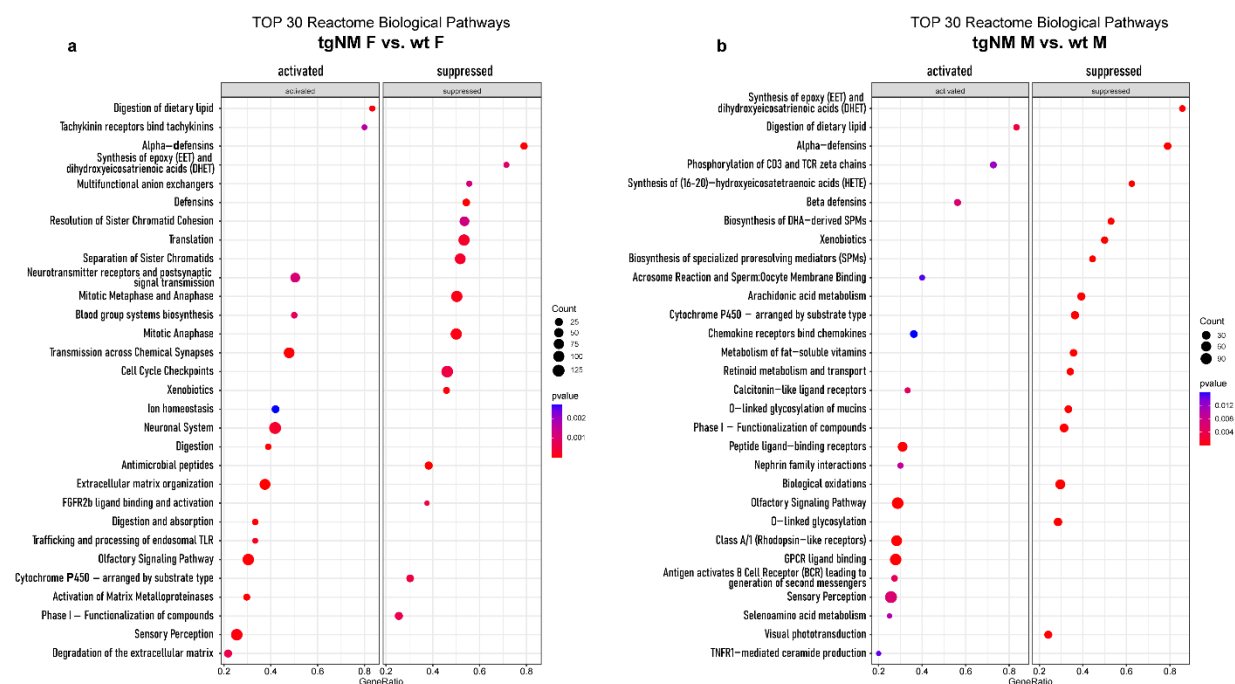 TOP 30 Reactome Biological Pathways
a
tgNM F vs. wt F
activated
suppressed
activated
suppressed
Digestion of dietary lipid
Tachykinin receptors bind tachykinins
Alpha−defensins
Synthesis of epoxy (EET) and
dihydroxyeicosatrienoic acids (DHET)
Multifunctional anion exchangers
Defensins
Resolution of Sister Chromatid Cohesion
Translation
Separation of Sister Chromatids
Neurotransmitter receptors and postsynaptic
signal transmission
Mitotic Metaphase and Anaphase
Blood group systems biosynthesis
Mitotic Anaphase
Transmission across Chemical Synapses
Cell Cycle Checkpoints
Xenobiotics
Ion homeostasis
Neuronal System
Digestion
Antimicrobial peptides
Extracellular matrix organization
FGFR2b ligand binding and activation
Digestion and absorption
Trafficking and processing of endosomal TLR
Olfactory Signaling Pathway
Cytochrome P450 − arranged by substrate type
Activation of Matrix Metalloproteinases
Phase I − Functionalization of compounds
Sensory Perception
Degradation of the extracellular matrix
0.2 0.4 0.6 0.8 0.2 0.4 0.6 0.8
GeneRatio
Count
25
50
75
100
125
pvalue
0.002
0.001
TOP 30 Reactome Biological Pathways
b
tgNM M vs. wt M
activated
suppressed
activated
suppressed
Synthesis of epoxy (EET) and
dihydroxyeicosatrienoic acids (DHET)
Digestion of dietary lipid
Alpha−defensins
Phosphorylation of CD3 and TCR zeta chains
Synthesis of (16-20)−hydroxyeicosatetraenoic acids (HETE)
Beta defensins
Biosynthesis of DHA−derived SPMs
Xenobiotics
Biosynthesis of specialized proresolving mediators (SPMs)
Acrosome Reaction and Sperm:Oocyte Membrane Binding
Arachidonic acid metabolism
Cytochrome P450 − arranged by substrate type
Chemokine receptors bind chemokines
Metabolism of fat−soluble vitamins
Retinoid metabolism and transport
Calcitonin−like ligand receptors
O−linked glycosylation of mucins
Phase I − Functionalization of compounds
Peptide ligand−binding receptors
Nephrin family interactions
Biological oxidations
Olfactory Signaling Pathway
O−linked glycosylation
Class A/1 (Rhodopsin−like receptors)
GPCR ligand binding
Antigen activates B Cell Receptor (BCR) leading to
generation of second messengers
Sensory Perception
Selenoamino acid metabolism
Visual phototransduction
TNFR1−mediated ceramide production
0.2 0.4 0.6 0.8 0.2 0.4 0.6 0.8
GeneRatio
Count
30
60
90
pvalue
0.012
0.008
0.004